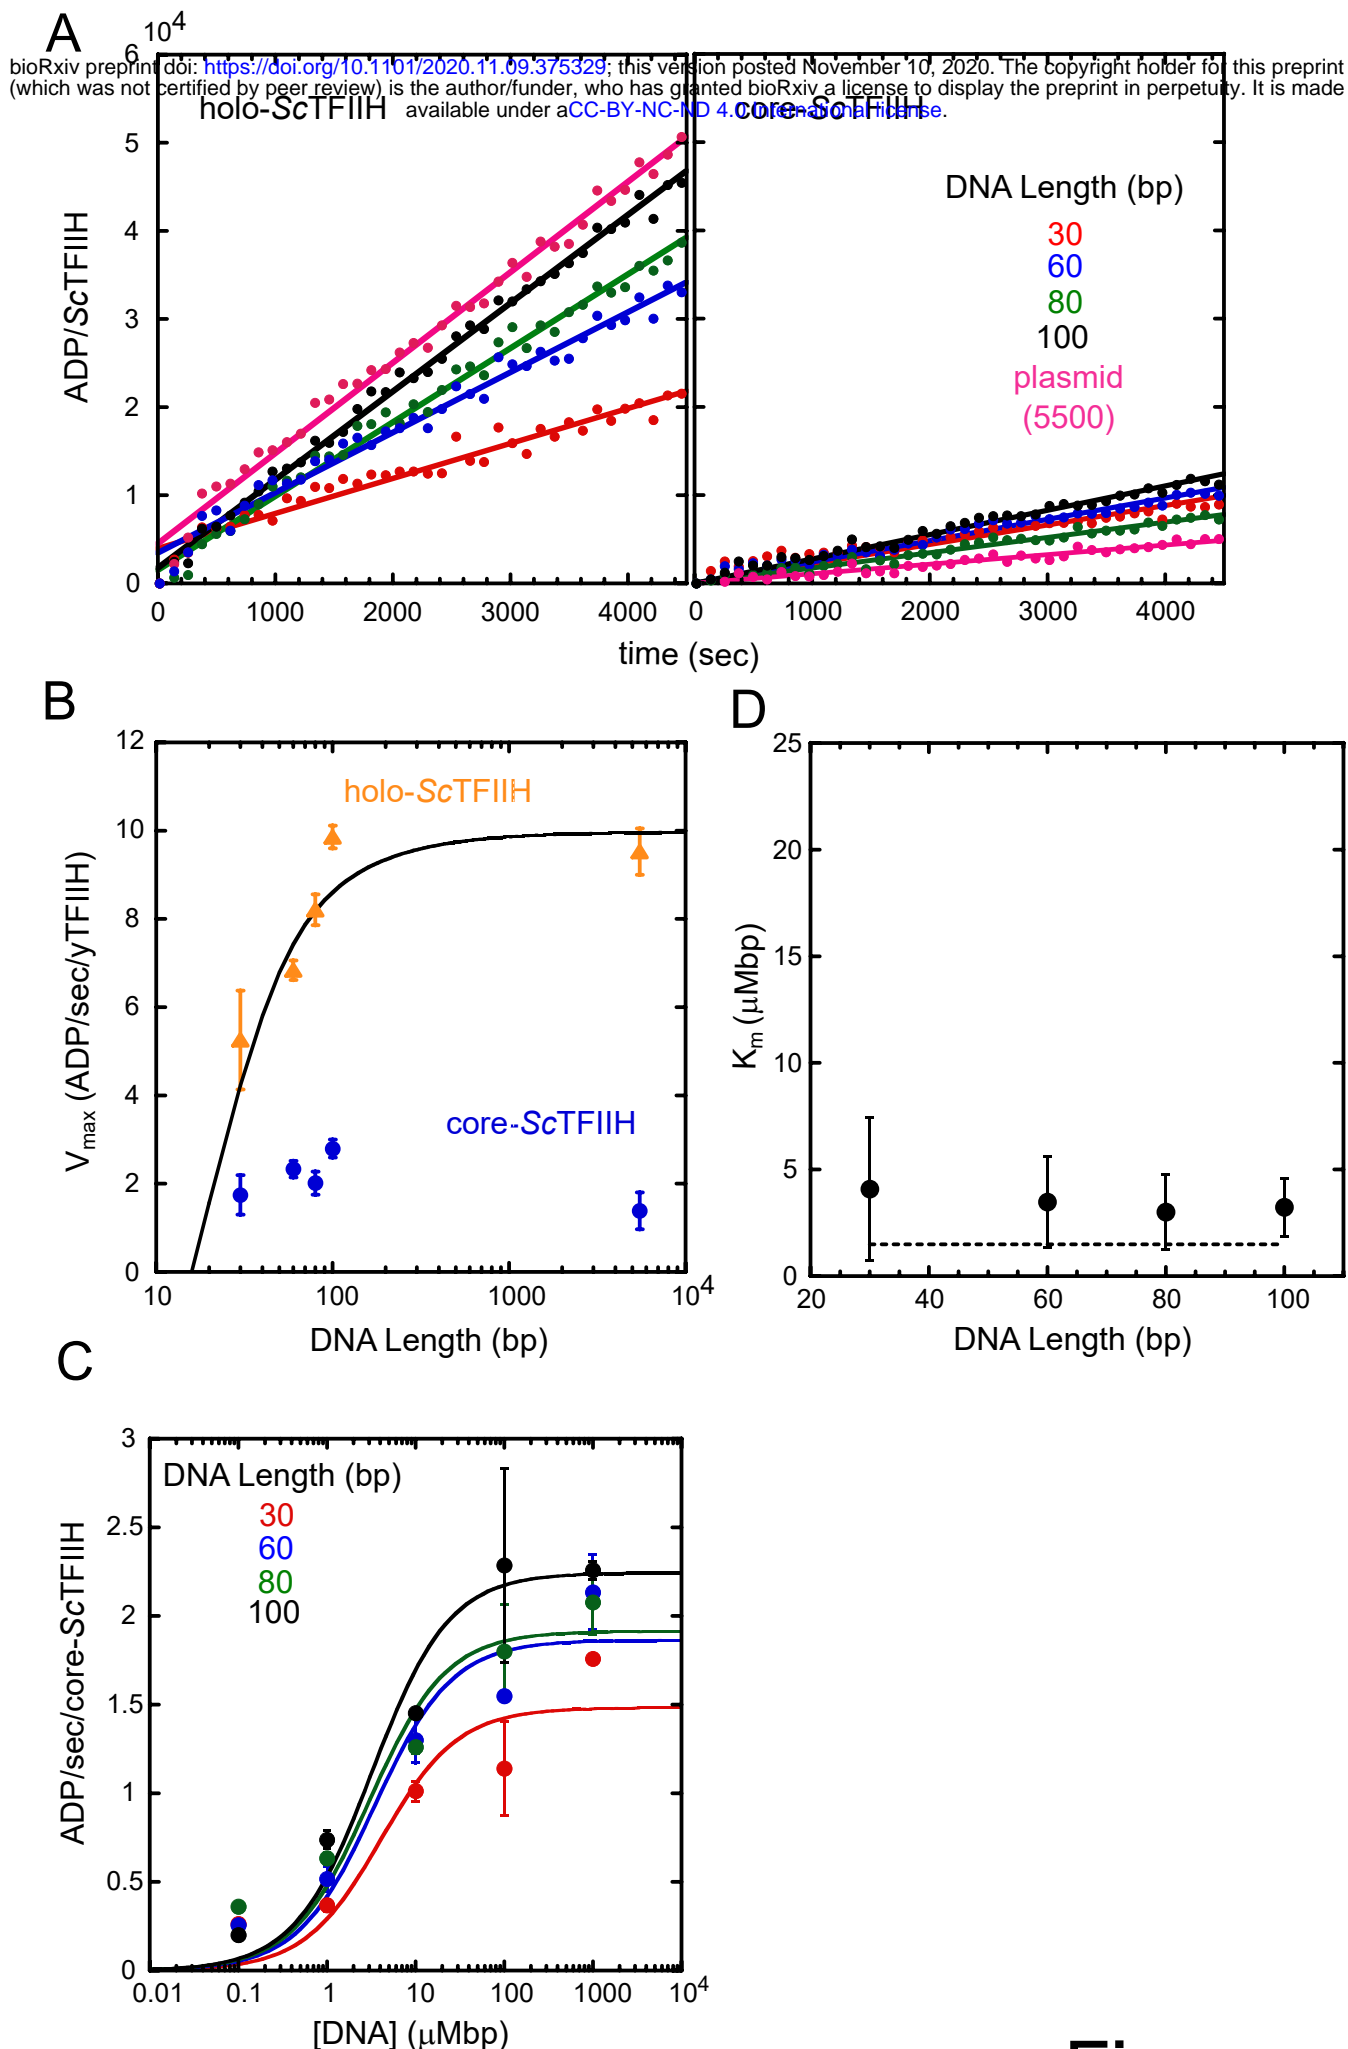 A
10^4
bioRxiv preprint doi: https://doi.org/10.1101/2020.11.09.375329; this version posted November 10, 2020. The copyright holder for this preprint
(which was not certified by peer review) is the author/funder, who has granted bioRxiv a license to display the preprint in perpetuity. It is made
available under aCC-BY-NC-ND 4.0 International license.
holo-ScTFIIH
core-ScTFIIH
6
5
4
3
2
1
0
ADP/ScTFIIH
DNA Length (bp)
30
60
80
100
plasmid
(5500)
0 1000 2000 3000 4000
0 1000 2000 3000 4000
time (sec)
B
12
10
8
6
4
2
0
Vmax (ADP/sec/yTFIIH)
holo-ScTFIIH
core-ScTFIIH
10 100 1000 10^4
DNA Length (bp)
D
25
20
15
10
5
0
Km (μMbp)
20 40 60 80 100
DNA Length (bp)
C
3
2.5
2
1.5
1
0.5
0
ADP/sec/core-ScTFIIH
DNA Length (bp)
30
60
80
100
0.01 0.1 1 10 100 1000 10^4
[DNA] (μMbp)